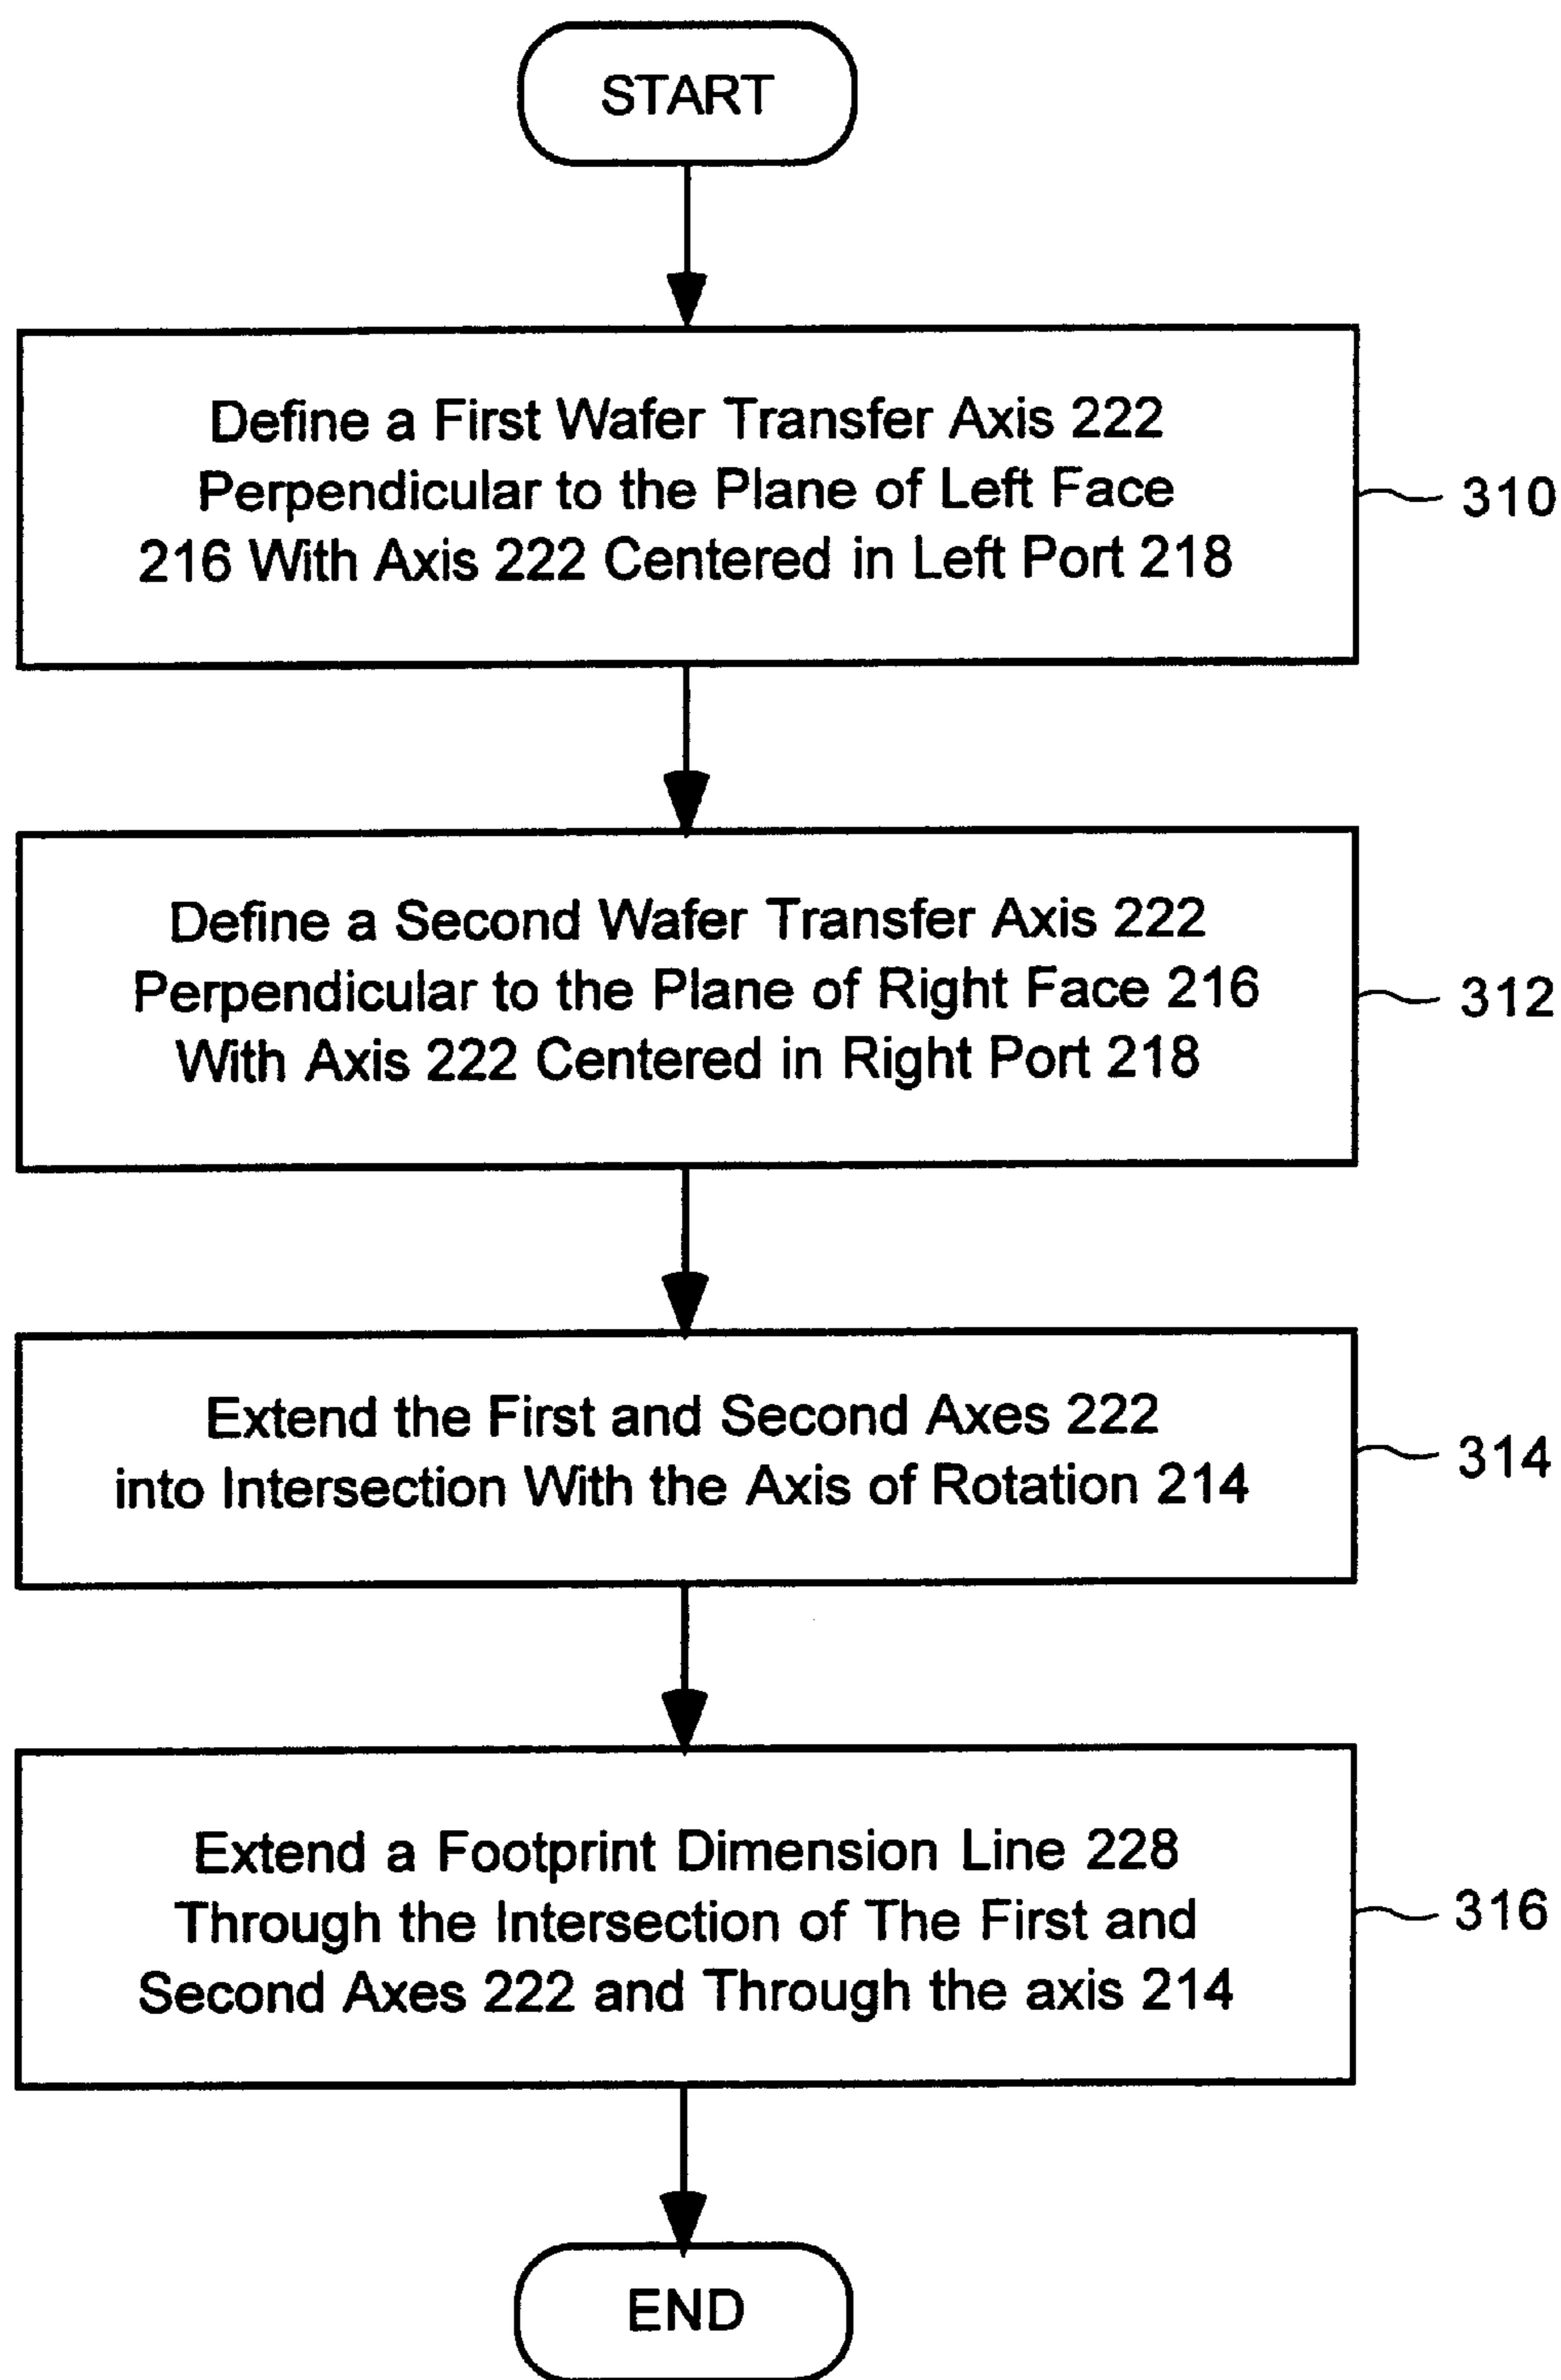 START
Define a First Wafer Transfer Axis 222
Perpendicular to the Plane of Left Face
216 With Axis 222 Centered in Left Port 218
310
Define a Second Wafer Transfer Axis 222
Perpendicular to the Plane of Right Face 216
With Axis 222 Centered in Right Port 218
312
Extend the First and Second Axes 222
into Intersection With the Axis of Rotation 214
314
Extend a Footprint Dimension Line 228
Through the Intersection of The First and
Second Axes 222 and Through the axis 214
316
END